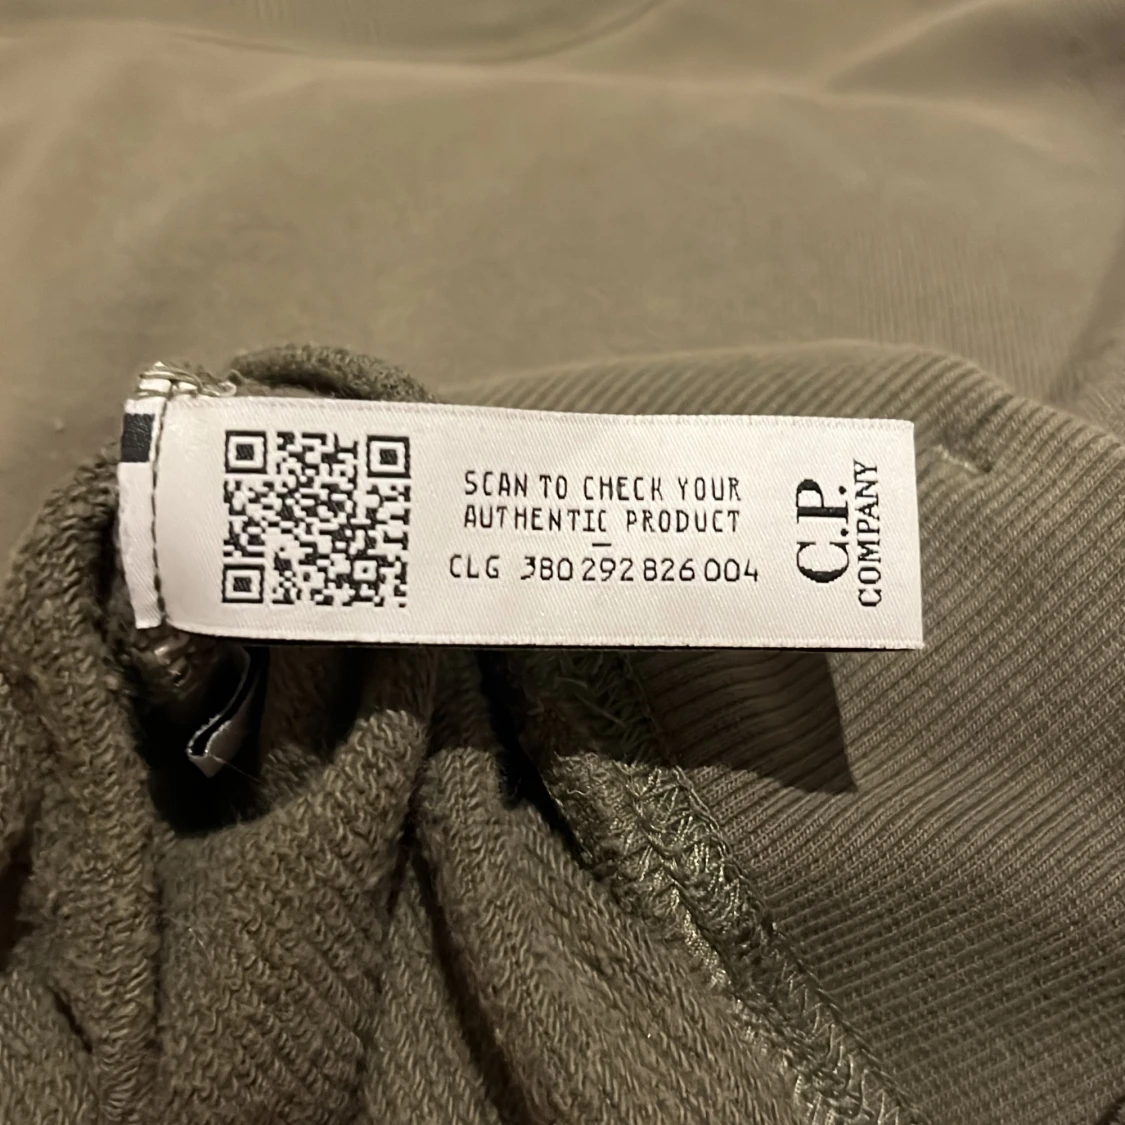 SCAN TO CHECK YOUR
AUTHENTIC PRODUCT
CLG 380 292 826 004
C.P.
COMPANY